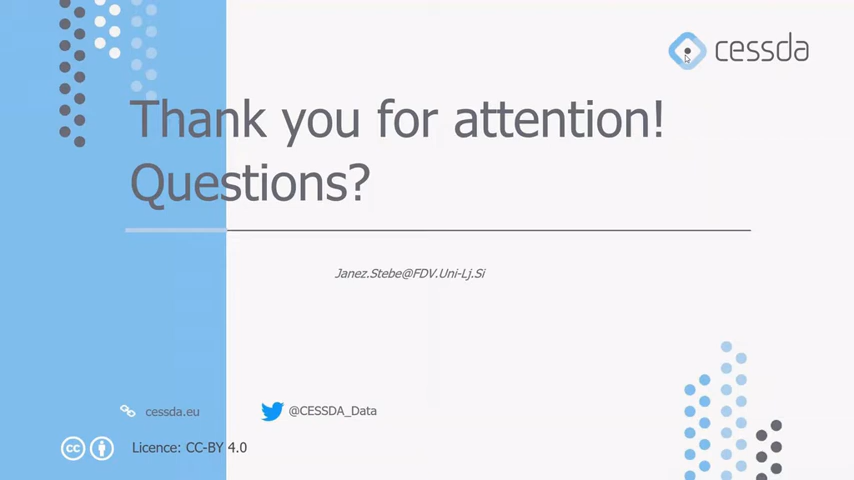 cessda
Thank you for attention!
Questions?
Janez.Stebe@FDV.Uni-Lj.Si
cessda.eu
@CESSDA_Data
cc
Licence: CC-BY 4.0